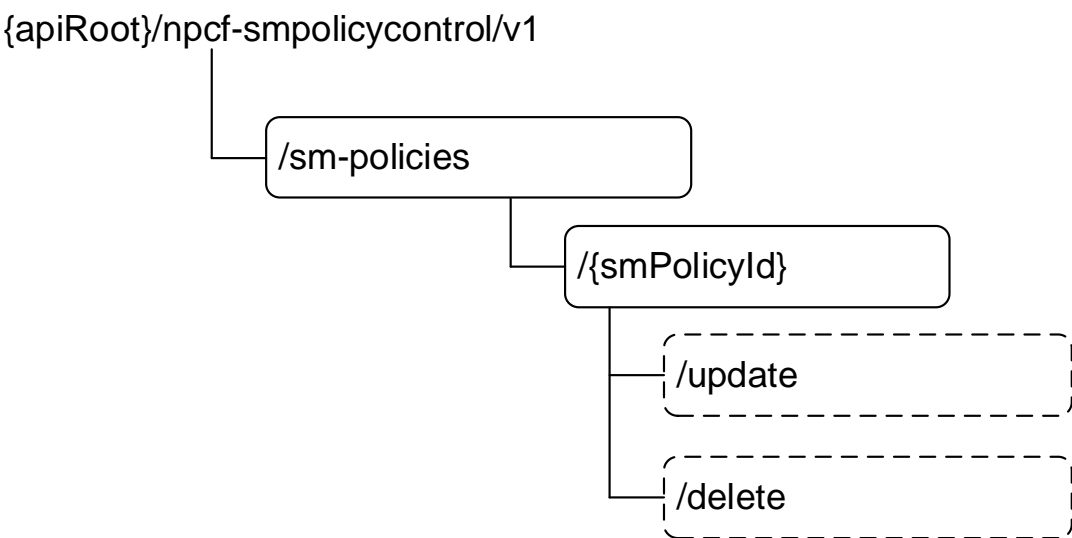 {apiRoot}/npcf-smpolicycontrol/v1
/sm-policies
/{smPolicyId}
/update
/delete